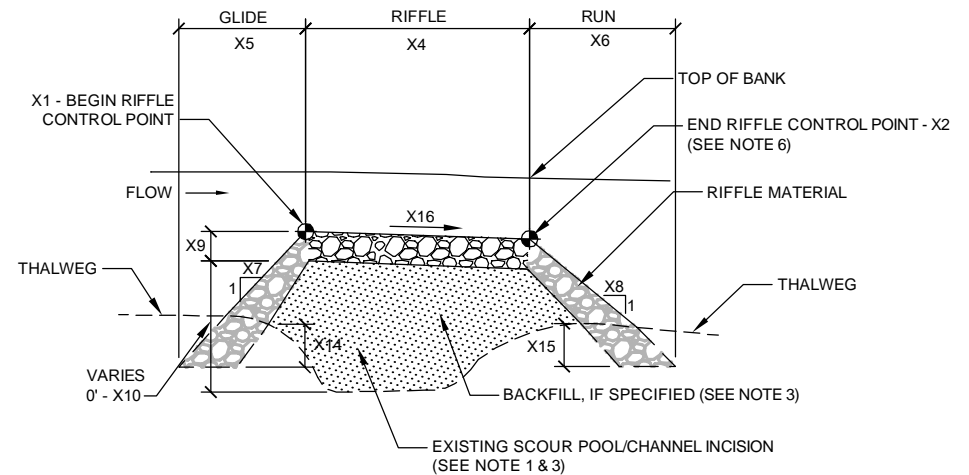 GLIDE
RIFFLE
RUN
X5
X4
X6
TOP OF BANK
X1 - BEGIN RIFFLE
CONTROL POINT
END RIFFLE CONTROL POINT - X2
(SEE NOTE 6)
FLOW
RIFFLE MATERIAL
X16
X9
THALWEG
X7
1
X8
1
THALWEG
X14
X15
VARIES
0' - X10
BACKFILL, IF SPECIFIED (SEE NOTE 3)
EXISTING SCOUR POOL/CHANNEL INCISION
(SEE NOTE 1 & 3)